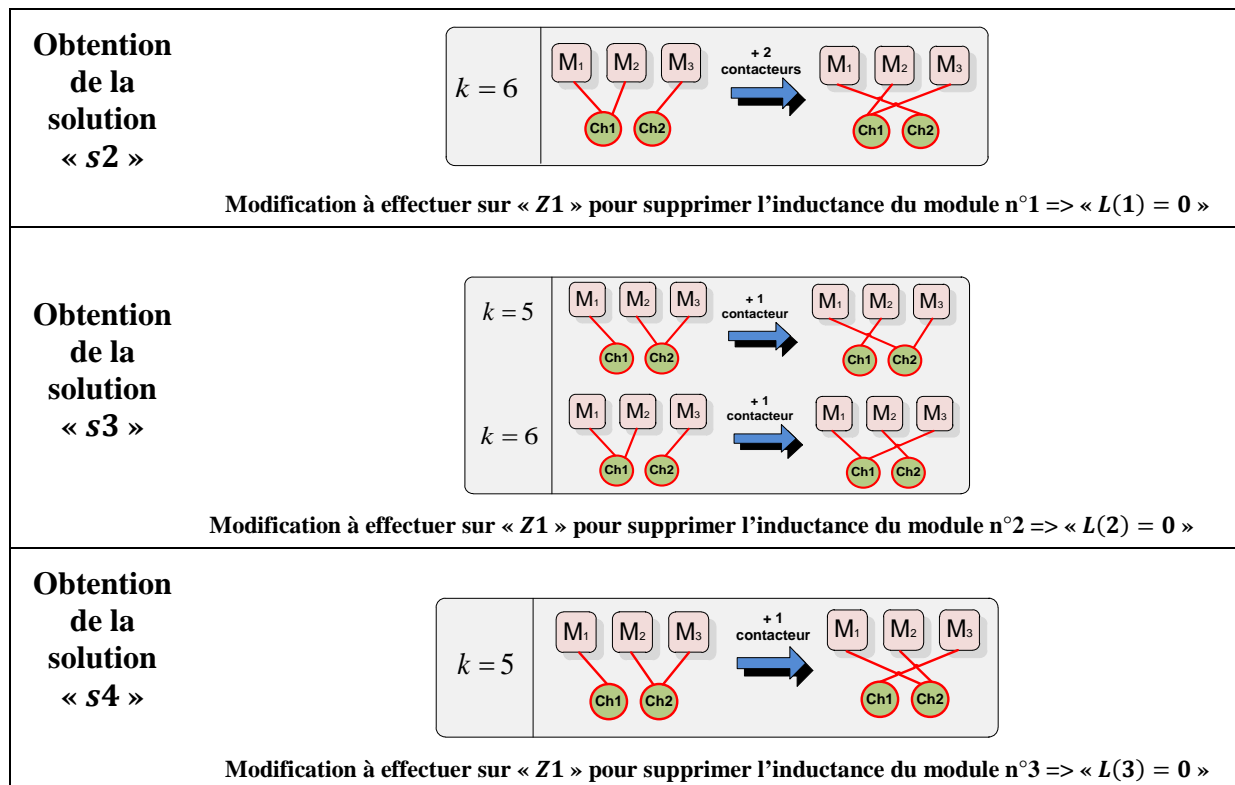 Obtention
de la
solution
« s2 »
k = 6
M₁ M₂ M₃
Ch1 Ch2
+ 2
contacteurs
M₁ M₂ M₃
Ch1 Ch2
Modification à effectuer sur « Z1 » pour supprimer l'inductance du module n°1 => « L(1) = 0 »
Obtention
de la
solution
« s3 »
k = 5
M₁ M₂ M₃
Ch1 Ch2
+ 1
contacteur
M₁ M₂ M₃
Ch1 Ch2
k = 6
M₁ M₂ M₃
Ch1 Ch2
+ 1
contacteur
M₁ M₂ M₃
Ch1 Ch2
Modification à effectuer sur « Z1 » pour supprimer l'inductance du module n°2 => « L(2) = 0 »
Obtention
de la
solution
« s4 »
k = 5
M₁ M₂ M₃
Ch1 Ch2
+ 1
contacteur
M₁ M₂ M₃
Ch1 Ch2
Modification à effectuer sur « Z1 » pour supprimer l'inductance du module n°3 => « L(3) = 0 »